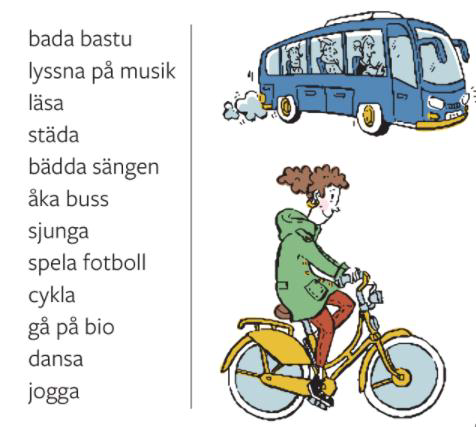 bada bastu
lyssna på musik
läsa
städa
bädda sängen
åka buss
sjunga
spela fotboll
cykla
gå på bio
dansa
jogga